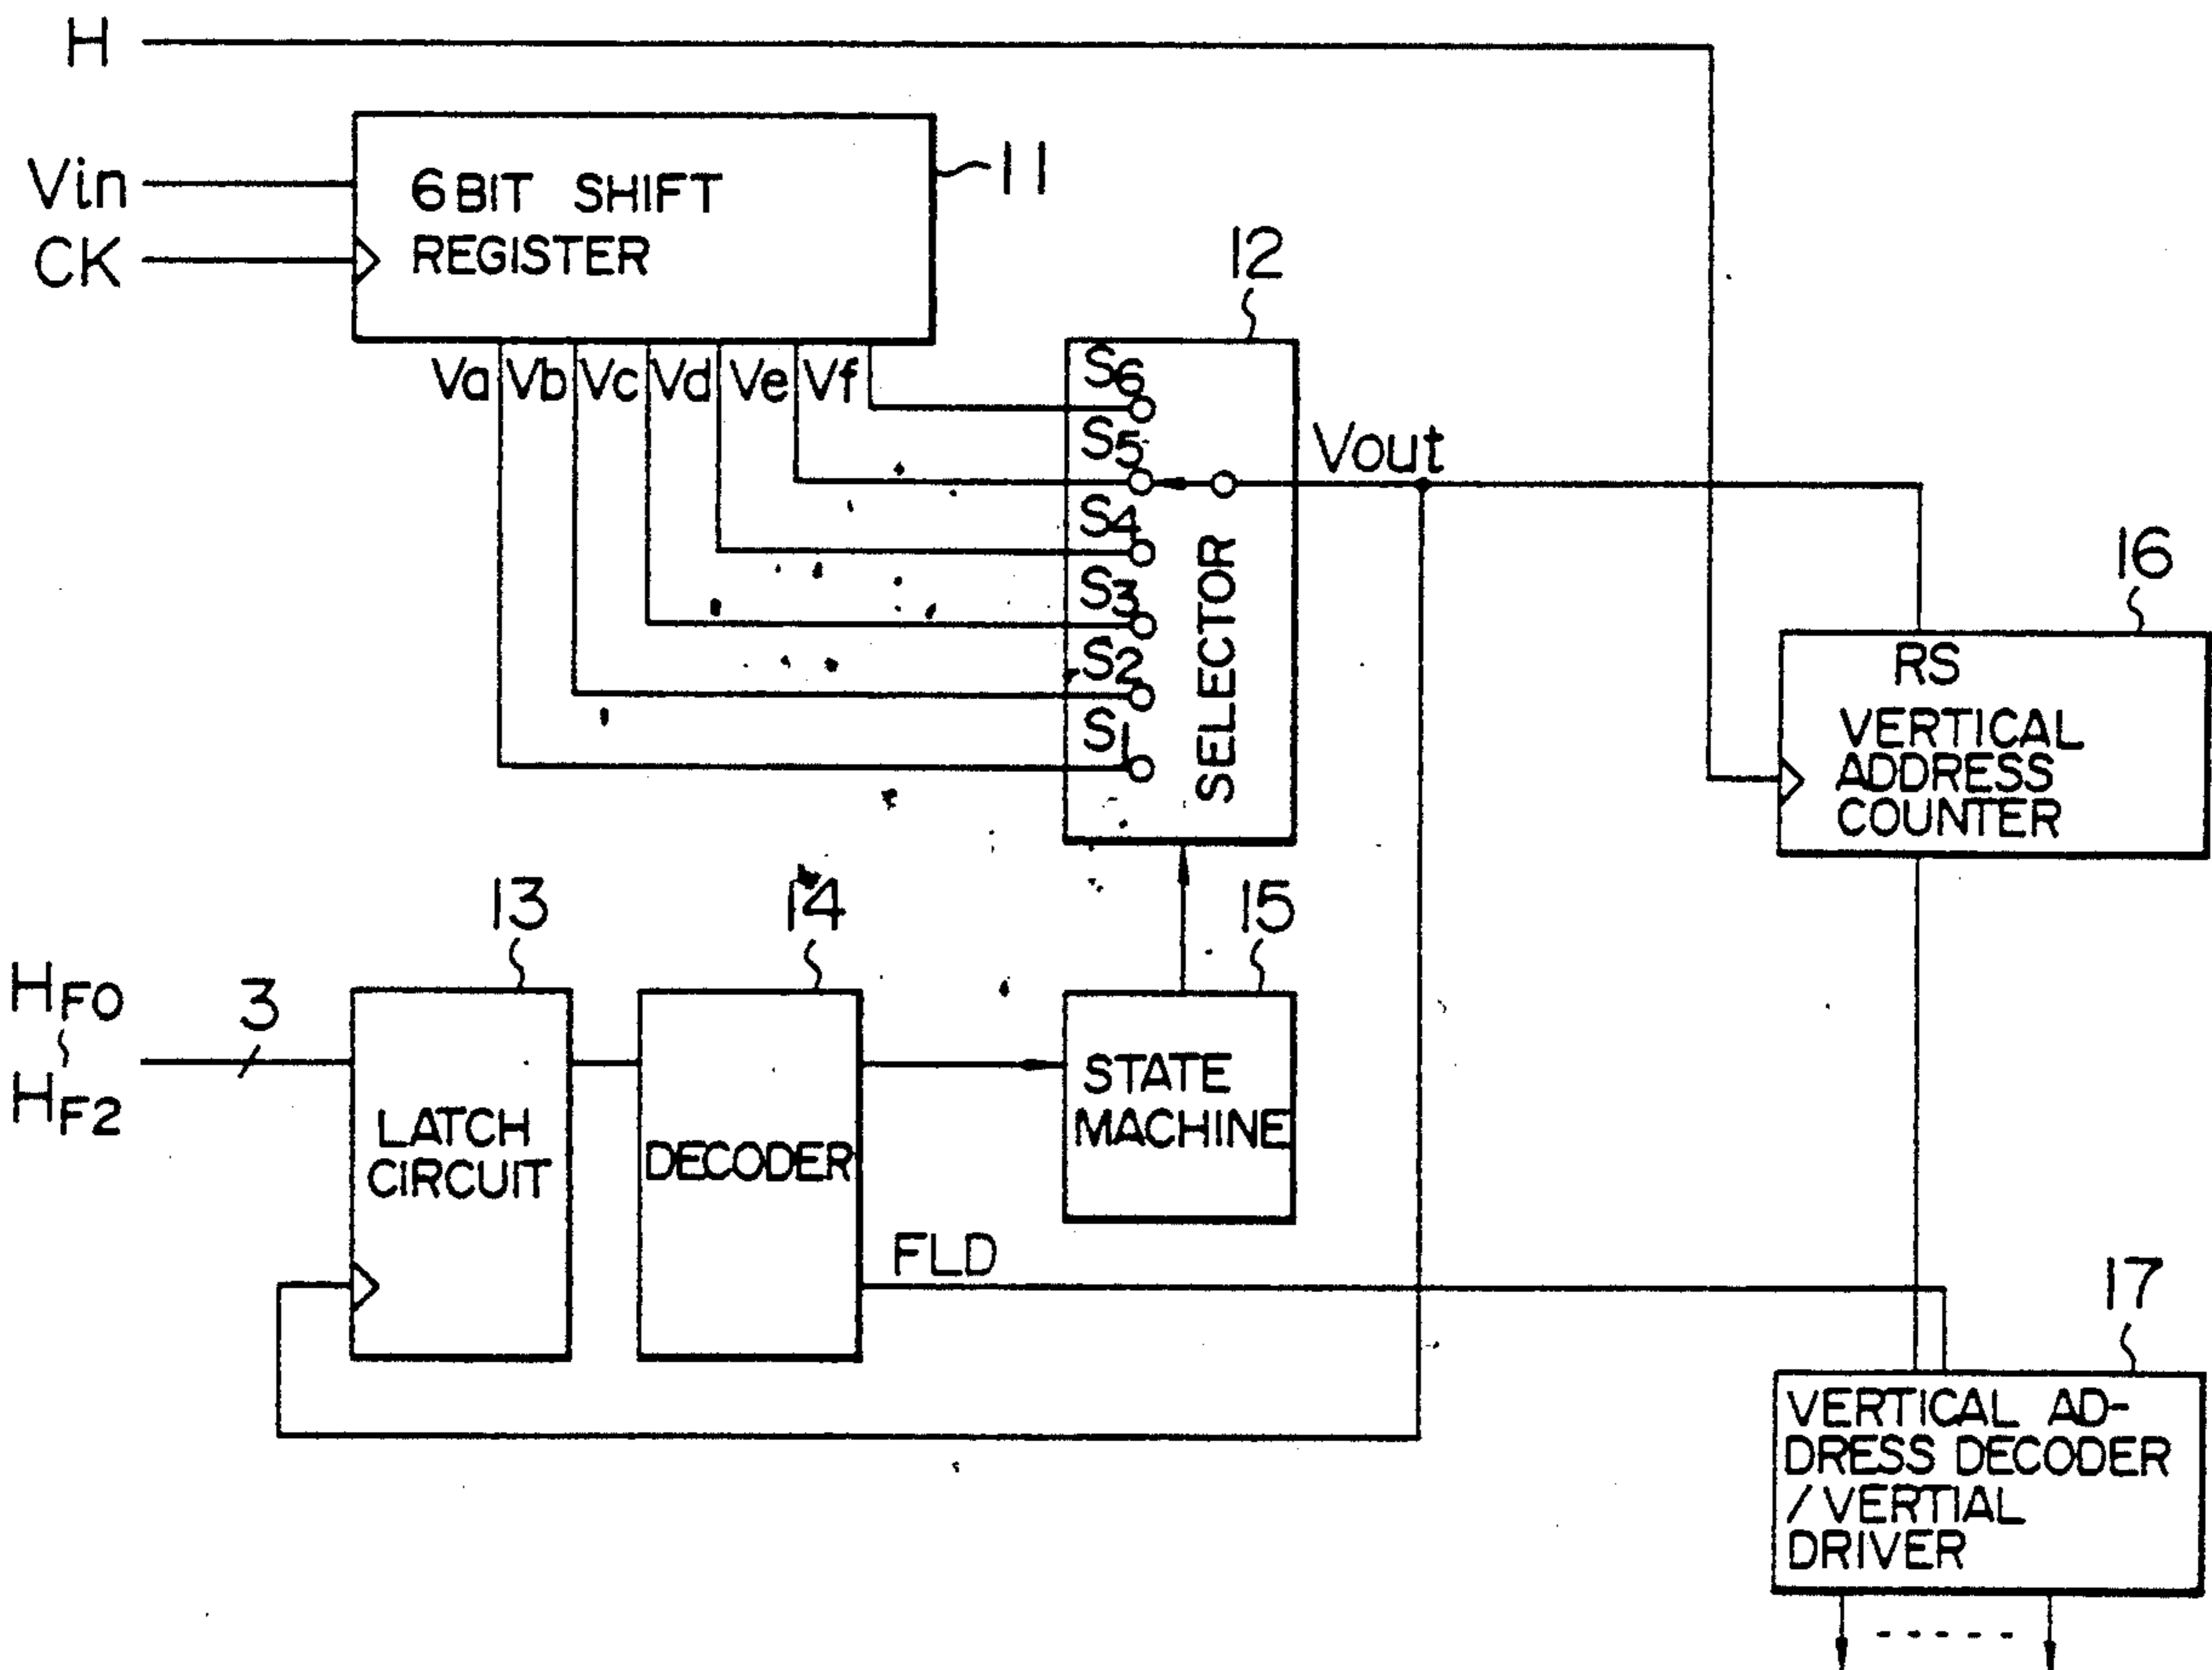 H
Vin
CK
6BIT SHIFT
REGISTER
11
Va Vb Vc Vd Ve Vf
12
S6
S5
S4
S3
S2
S1
SELECTOR
Vout
16
RS
VERTICAL
ADDRESS
COUNTER
HF0
HF2
3
13
LATCH
CIRCUIT
14
DECODER
15
STATE
MACHINE
FLD
17
VERTICAL AD-
DRESS DECODER
/VERTIAL
DRIVER